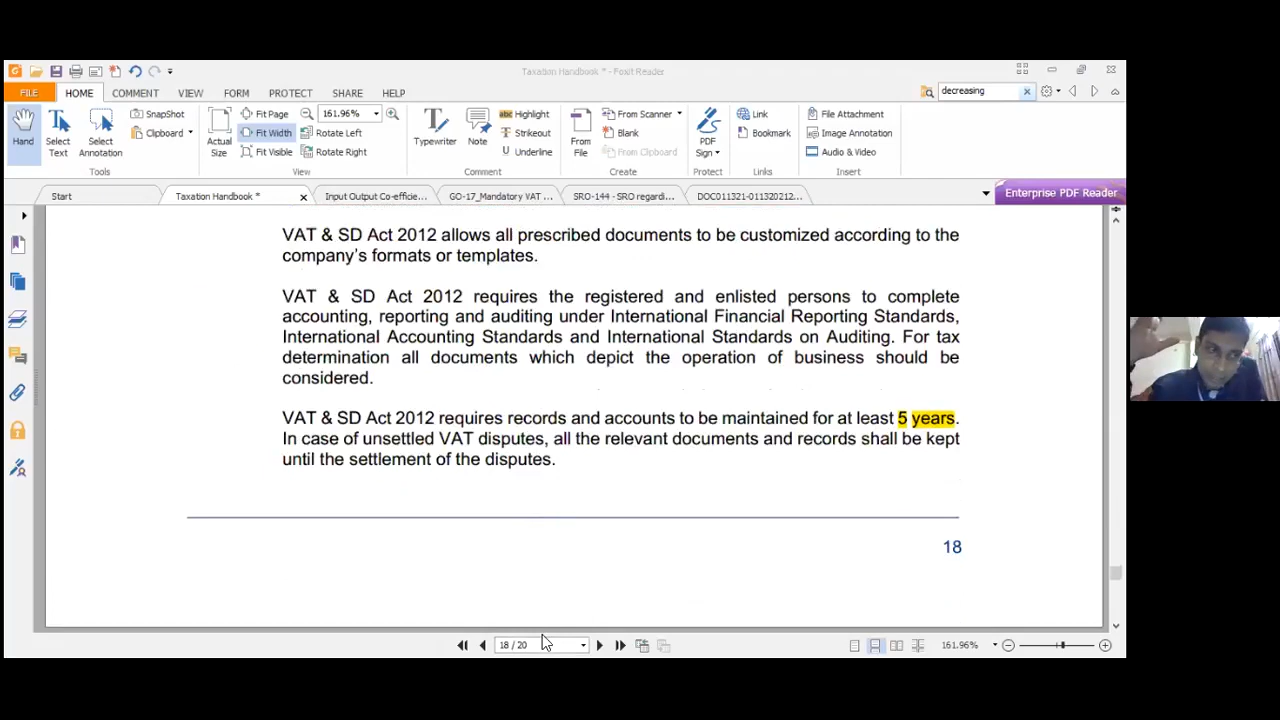 Taxation Handbook * - Foxit Reader
FILE HOME COMMENT VIEW FORM PROTECT SHARE HELP
decreasing
Hand
Select Text
Select Annotation
SnapShot
Clipboard
Tools
Actual Size
Fit Page
Fit Width
Fit Visible
161.96%
Rotate Left
Rotate Right
View
Typewriter
Note
Highlight
Strikeout
Underline
Comment
From File
From Scanner
Blank
From Clipboard
Create
PDF Sign
Protect
Link
Bookmark
Links
File Attachment
Image Annotation
Audio & Video
Insert
Start
Taxation Handbook *
Input Output Co-efficie...
GO-17_Mandatory VAT ...
SRO-144 - SRO regardi...
DOC011321-011320212...
Enterprise PDF Reader
VAT & SD Act 2012 allows all prescribed documents to be customized according to the
company's formats or templates.
VAT & SD Act 2012 requires the registered and enlisted persons to complete
accounting, reporting and auditing under International Financial Reporting Standards,
International Accounting Standards and International Standards on Auditing. For tax
determination all documents which depict the operation of business should be
considered.
VAT & SD Act 2012 requires records and accounts to be maintained for at least 5 years.
In case of unsettled VAT disputes, all the relevant documents and records shall be kept
until the settlement of the disputes.
18
18 / 20
161.96%